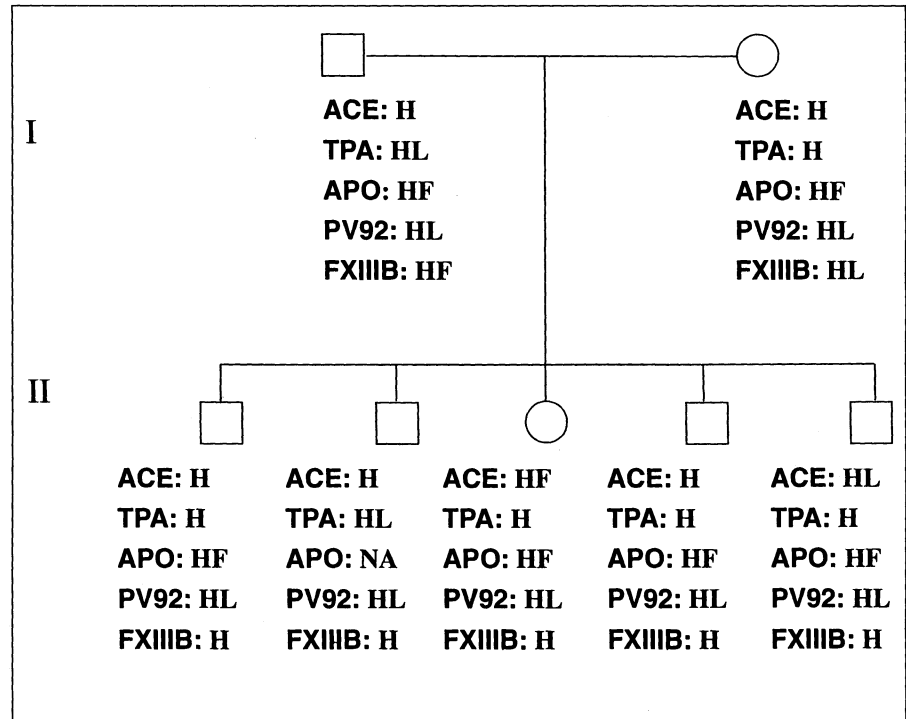 I
ACE: H
TPA: HL
APO: HF
PV92: HL
FXIIIB: HF
ACE: H
TPA: H
APO: HF
PV92: HL
FXIIIB: HL
II
ACE: H
TPA: H
APO: HF
PV92: HL
FXIIIB: H
ACE: H
TPA: HL
APO: NA
PV92: HL
FXIIIB: H
ACE: HF
TPA: H
APO: HF
PV92: HL
FXIIIB: H
ACE: H
TPA: H
APO: HF
PV92: HL
FXIIIB: H
ACE: HL
TPA: H
APO: HF
PV92: HL
FXIIIB: H